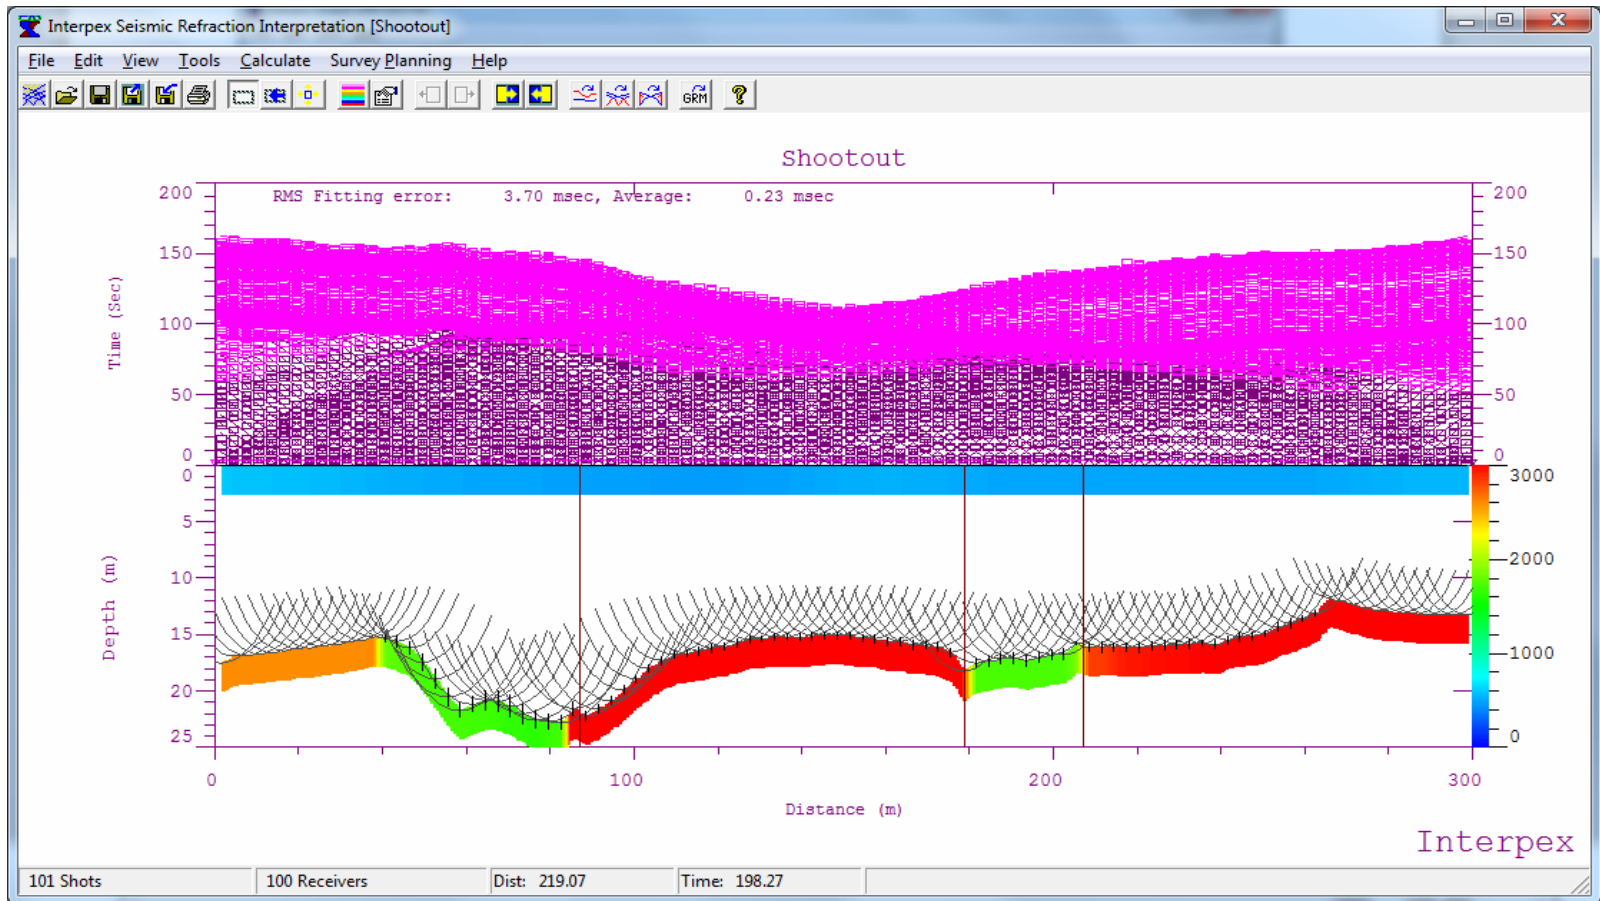 Interpex Seismic Refraction Interpretation [Shootout]
File Edit View Tools Calculate Survey Planning Help
GRM ?
Shootout
RMS Fitting error: 3.70 msec, Average: 0.23 msec
200
150
100
50
0
Time (Sec)
200
150
100
50
0
0
5
10
15
20
25
Depth (m)
3000
2000
1000
0
0 100 200 300
Distance (m)
Interpex
101 Shots 100 Receivers Dist: 219.07 Time: 198.27